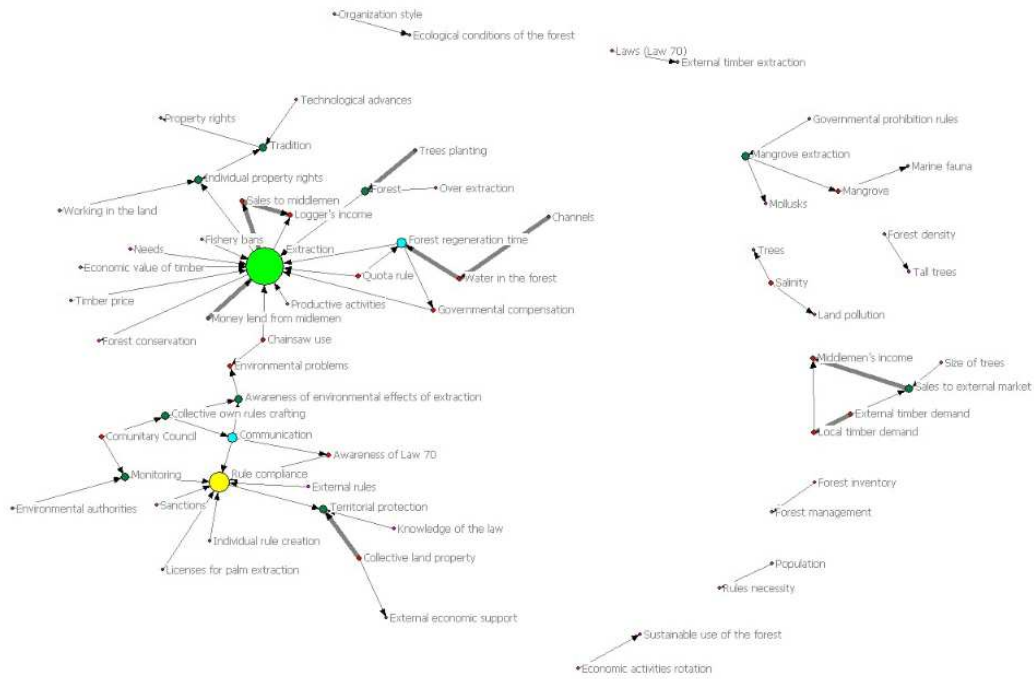 Organization style
Ecological conditions of the forest
Laws (Law 70)
External timber extraction
Technological advances
Property rights
Tradition
Governmental prohibition rules
Trees planting
Mangrove extraction
Marine fauna
Individual property rights
Forest
Over extraction
Mangrove
Sales to middlemen
Mollusks
Working in the land
Logger's income
Channels
Forest density
Fishery bans
Extraction
Forest regeneration time
Needs
Trees
Economic value of timber
Quota rule
Water in the forest
Tall trees
Salinity
Timber price
Productive activities
Governmental compensation
Land pollution
Money lend from midlemen
Forest conservation
Chainsaw use
Middlemen's income
Size of trees
Environmental problems
Sales to external market
Awareness of environmental effects of extraction
Collective own rules crafting
External timber demand
Comunitary Council
Communication
Local timber demand
Awareness of Law 70
Monitoring
Rule compliance
External rules
Forest inventory
Environmental authorities
Sanctions
Territorial protection
Forest management
Knowledge of the law
Individual rule creation
Collective land property
Licenses for palm extraction
Population
Rules necessity
External economic support
Sustainable use of the forest
Economic activities rotation